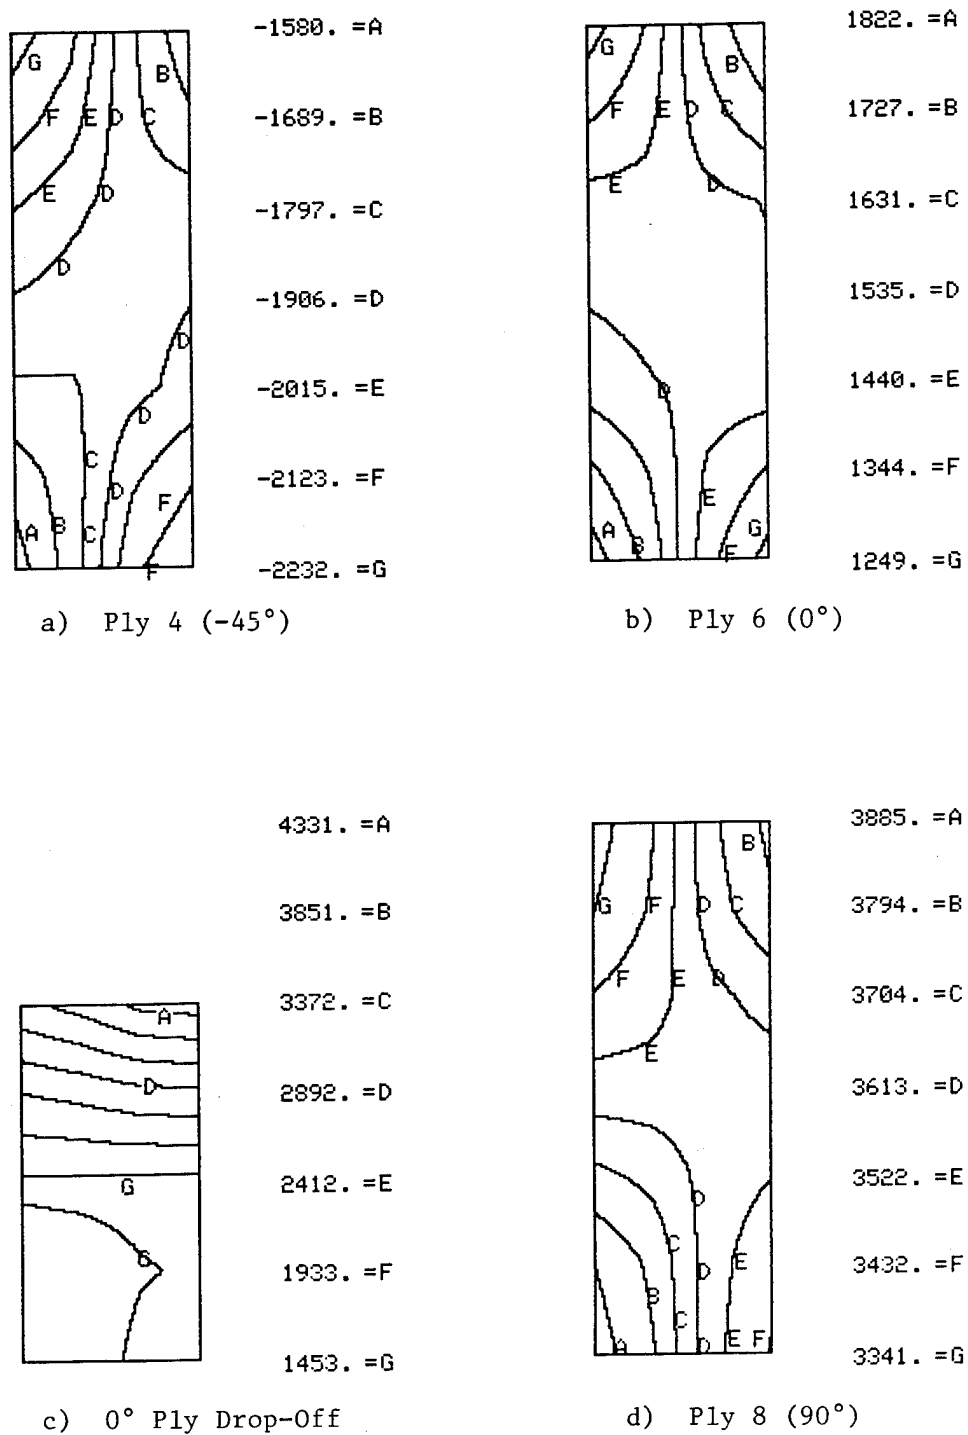 -1580. =A
-1689. =B
-1797. =C
-1906. =D
-2015. =E
-2123. =F
-2232. =G
G
B
F E D C
E
D
D
D
D
C
D
F
A
B
C
F
a) Ply 4 (-45°)
1822. =A
1727. =B
1631. =C
1535. =D
1440. =E
1344. =F
1249. =G
G
B
F E D C
E
D
D
E
A
B
G
F
b) Ply 6 (0°)
4331. =A
3851. =B
3372. =C
2892. =D
2412. =E
1933. =F
1453. =G
A
D
G
G
c) 0° Ply Drop-Off
3885. =A
3794. =B
3704. =C
3613. =D
3522. =E
3432. =F
3341. =G
B
G F D C
F E D
E
D
C
E
D
B
C
A
D E F
d) Ply 8 (90°)